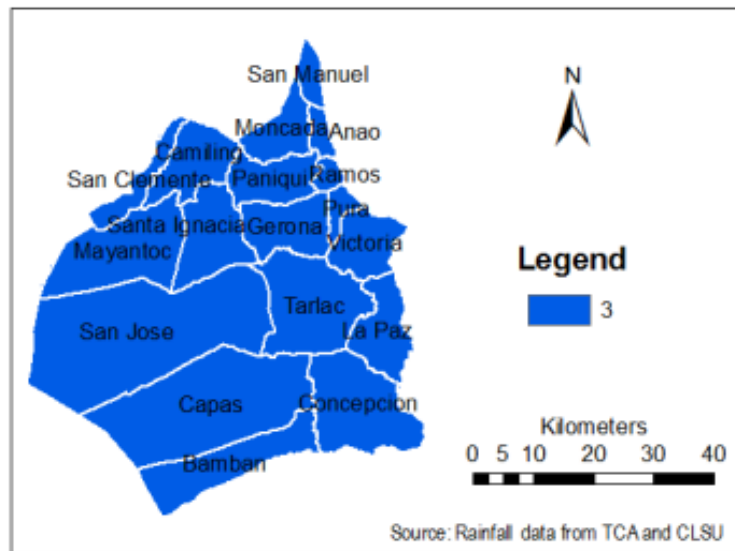 San Manuel
N
Moncada
Anao
Camiling
San Clemente
Paniqui
Ramos
Pura
Santa Ignacia
Gerona
Mayantoc
Victoria
Legend
3
Tarlac
San Jose
La Paz
Capas
Concepcion
Kilometers
0 5 10 20 30 40
Bamban
Source: Rainfall data from TCA and CLSU